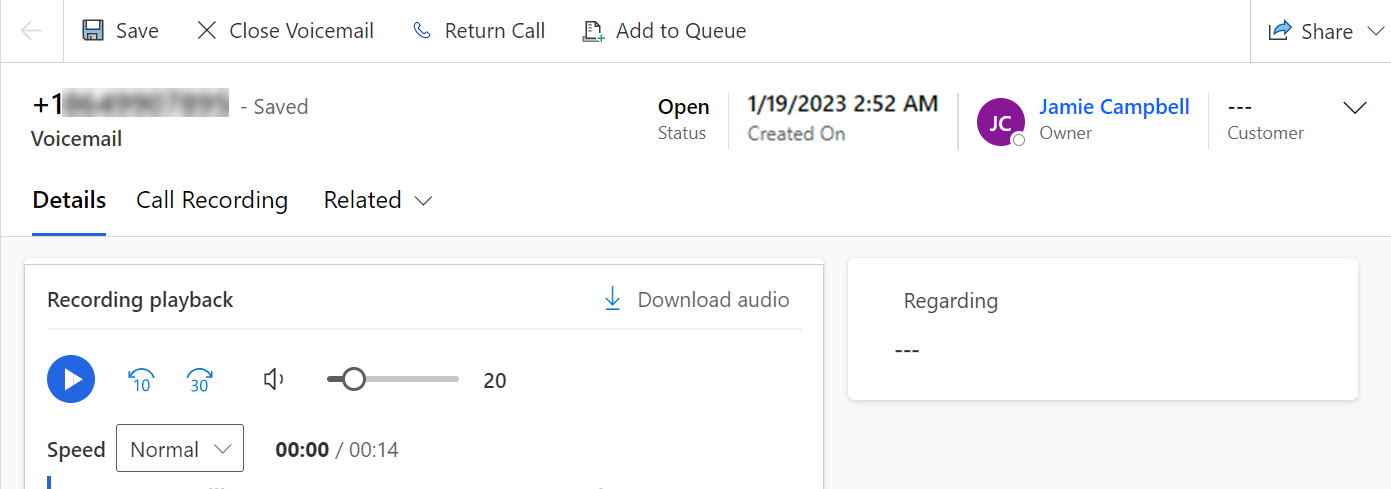 Save Close Voicemail Return Call Add to Queue Share
+1 - Saved
Voicemail
Open
Status
1/19/2023 2:52 AM
Created On
JC
Jamie Campbell
Owner
---
Customer
Details Call Recording Related
Recording playback Download audio
10 30 20
Speed Normal 00:00 / 00:14
Regarding
---